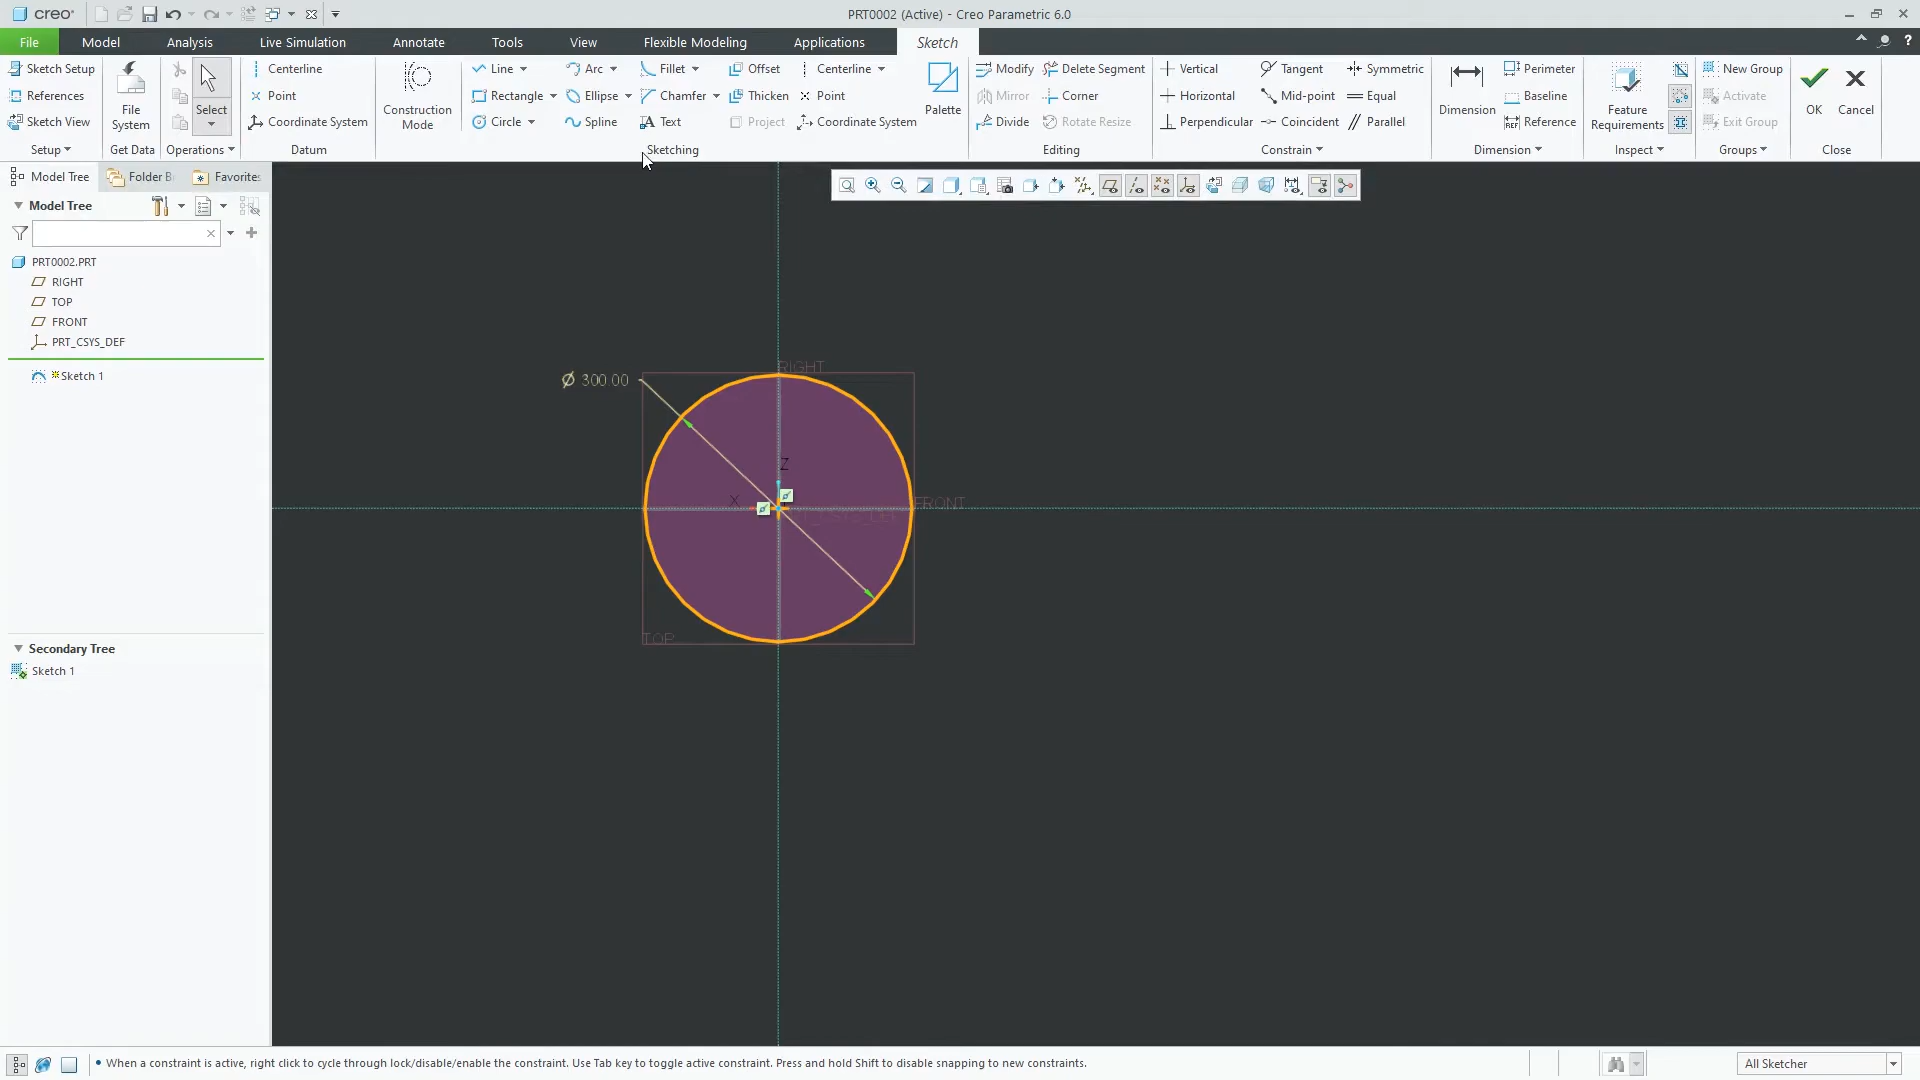 creo
PRT0002 (Active) - Creo Parametric 6.0
File Model Analysis Live Simulation Annotate Tools View Flexible Modeling Applications Sketch
Sketch Setup
References
Sketch View
Setup
File System
Get Data
Select
Operations
Centerline
Point
Coordinate System
Datum
Construction Mode
Line Arc Fillet Offset Centerline
Rectangle Ellipse Chamfer Thicken Point
Circle Spline Text Project Coordinate System
Palette
Sketching
Modify Delete Segment
Mirror Corner
Divide Rotate Resize
Editing
Vertical Tangent Symmetric
Horizontal Mid-point Equal
Perpendicular Coincident Parallel
Constrain
Dimension
Perimeter
Baseline
Reference
Dimension
Feature Requirements
Inspect
New Group
Activate
Exit Group
Groups
OK Cancel
Close
Model Tree Folder B Favorites
Model Tree
PRT0002.PRT
RIGHT
TOP
FRONT
PRT_CSYS_DEF
Sketch 1
Secondary Tree
Sketch 1
RIGHT
Ø 300.00
Z
X
FRONT
TOP
• When a constraint is active, right click to cycle through lock/disable/enable the constraint. Use Tab key to toggle active constraint. Press and hold Shift to disable snapping to new constraints.
All Sketcher